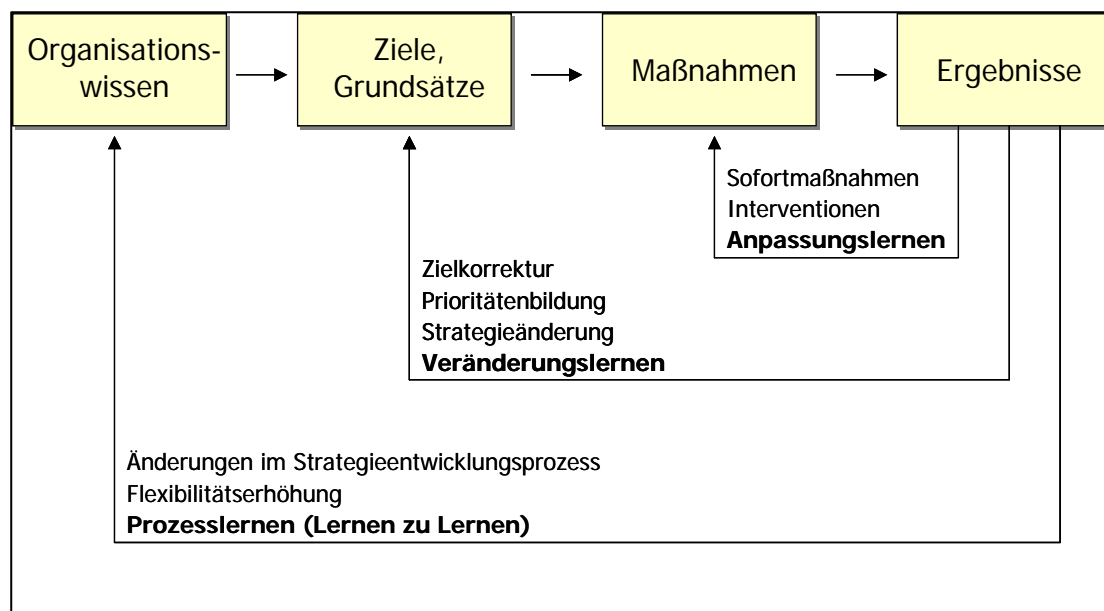 Organisations-
wissen
Ziele,
Grundsätze
Maßnahmen
Ergebnisse
Sofortmaßnahmen
Interventionen
Anpassungslernen
Zielkorrektur
Prioritätenbildung
Strategieänderung
Veränderungslernen
Änderungen im Strategieentwicklungsprozess
Flexibilitätserhöhung
Prozesslernen (Lernen zu Lernen)